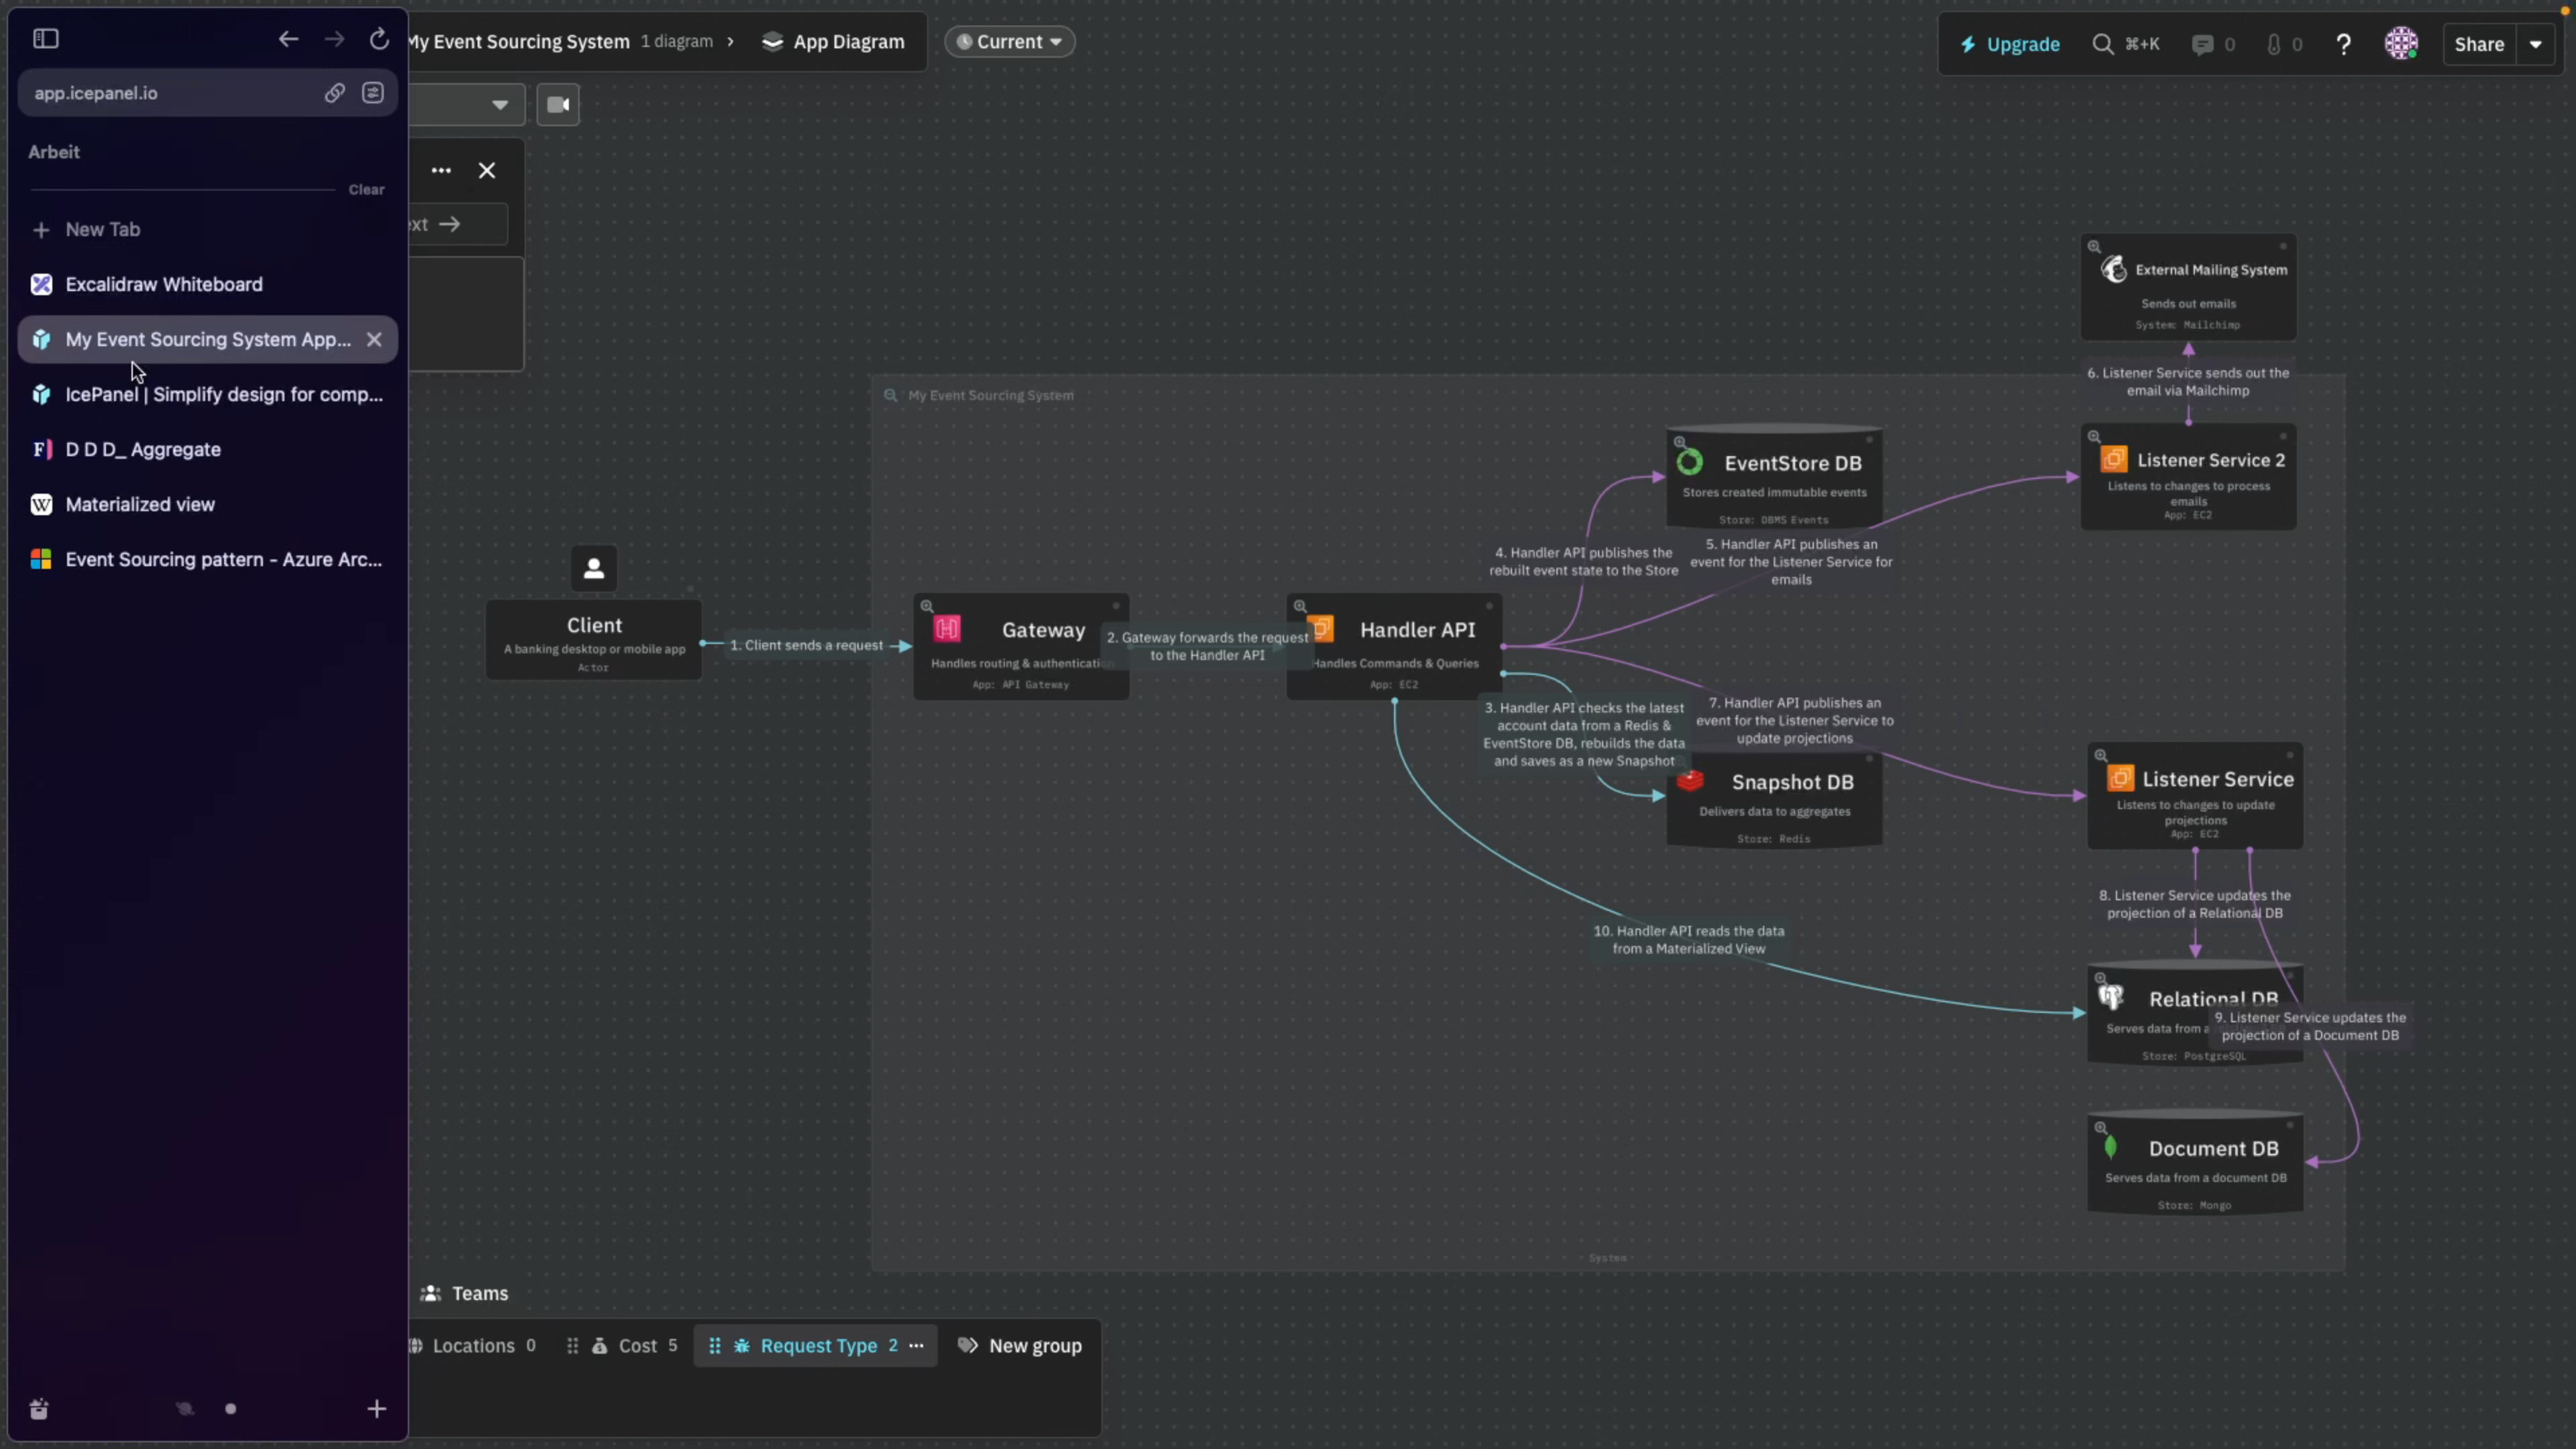 My Event Sourcing System 1 diagram › App Diagram
Current
Upgrade
⌘+K
0
0
?
Share
app.icepanel.io
Arbeit
Clear
New Tab
Excalidraw Whiteboard
My Event Sourcing System App...
IcePanel | Simplify design for comp...
D D D_ Aggregate
Materialized view
Event Sourcing pattern - Azure Arc...
ext →
My Event Sourcing System
External Mailing System
Sends out emails
System: Mailchimp
6. Listener Service sends out the
email via Mailchimp
Listener Service 2
Listens to changes to process
emails
App: EC2
EventStore DB
Stores created immutable events
Store: DBMS Events
4. Handler API publishes the
rebuilt event state to the Store
5. Handler API publishes an
event for the Listener Service for
emails
Client
A banking desktop or mobile app
Actor
1. Client sends a request
Gateway
Handles routing & authentication
App: API Gateway
2. Gateway forwards the request
to the Handler API
Handler API
Handles Commands & Queries
App: EC2
3. Handler API checks the latest
account data from a Redis &
EventStore DB, rebuilds the data
and saves as a new Snapshot
7. Handler API publishes an
event for the Listener Service to
update projections
Snapshot DB
Delivers data to aggregates
Store: Redis
Listener Service
Listens to changes to update
projections
App: EC2
8. Listener Service updates the
projection of a Relational DB
10. Handler API reads the data
from a Materialized View
Relational DB
Serves data from a
Store: PostgreSQL
9. Listener Service updates the
projection of a Document DB
Document DB
Serves data from a document DB
Store: Mongo
System
Teams
Locations 0
Cost 5
Request Type 2
New group